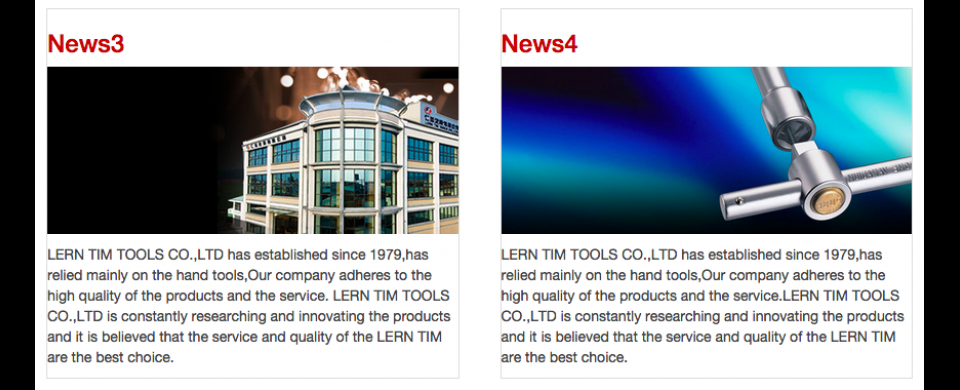 News3
LERN TIM TOOLS CO.,LTD has established since 1979,has
relied mainly on the hand tools,Our company adheres to the
high quality of the products and the service. LERN TIM TOOLS
CO.,LTD is constantly researching and innovating the products
and it is believed that the service and quality of the LERN TIM
are the best choice.
News4
LERN TIM TOOLS CO.,LTD has established since 1979,has
relied mainly on the hand tools,Our company adheres to the
high quality of the products and the service.LERN TIM TOOLS
CO.,LTD is constantly researching and innovating the products
and it is believed that the service and quality of the LERN TIM
are the best choice.